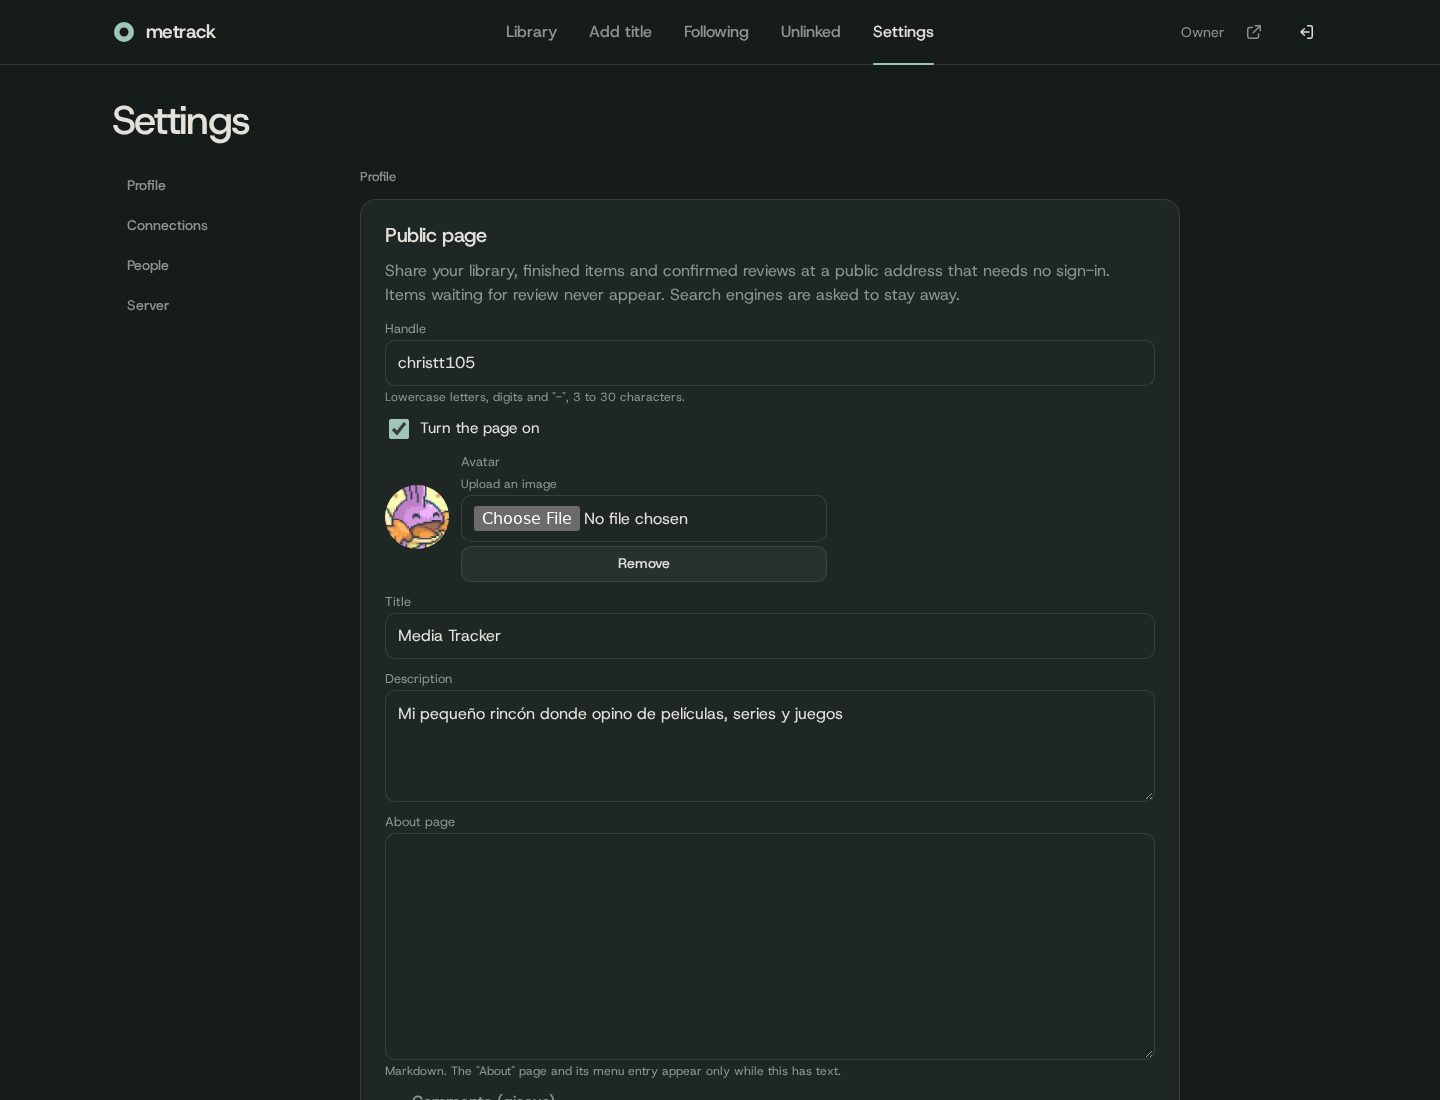 metrack
Library
Add title
Following
Unlinked
Settings
Owner
Settings
Profile
Connections
People
Server
Profile
Public page
Share your library, finished items and confirmed reviews at a public address that needs no sign-in.
Items waiting for review never appear. Search engines are asked to stay away.
Handle
christt105
Lowercase letters, digits and "-", 3 to 30 characters.
Turn the page on
Avatar
Upload an image
Choose File No file chosen
Remove
Title
Media Tracker
Description
Mi pequeño rincón donde opino de películas, series y juegos
About page
Markdown. The "About" page and its menu entry appear only while this has text.
Comments (giscus)